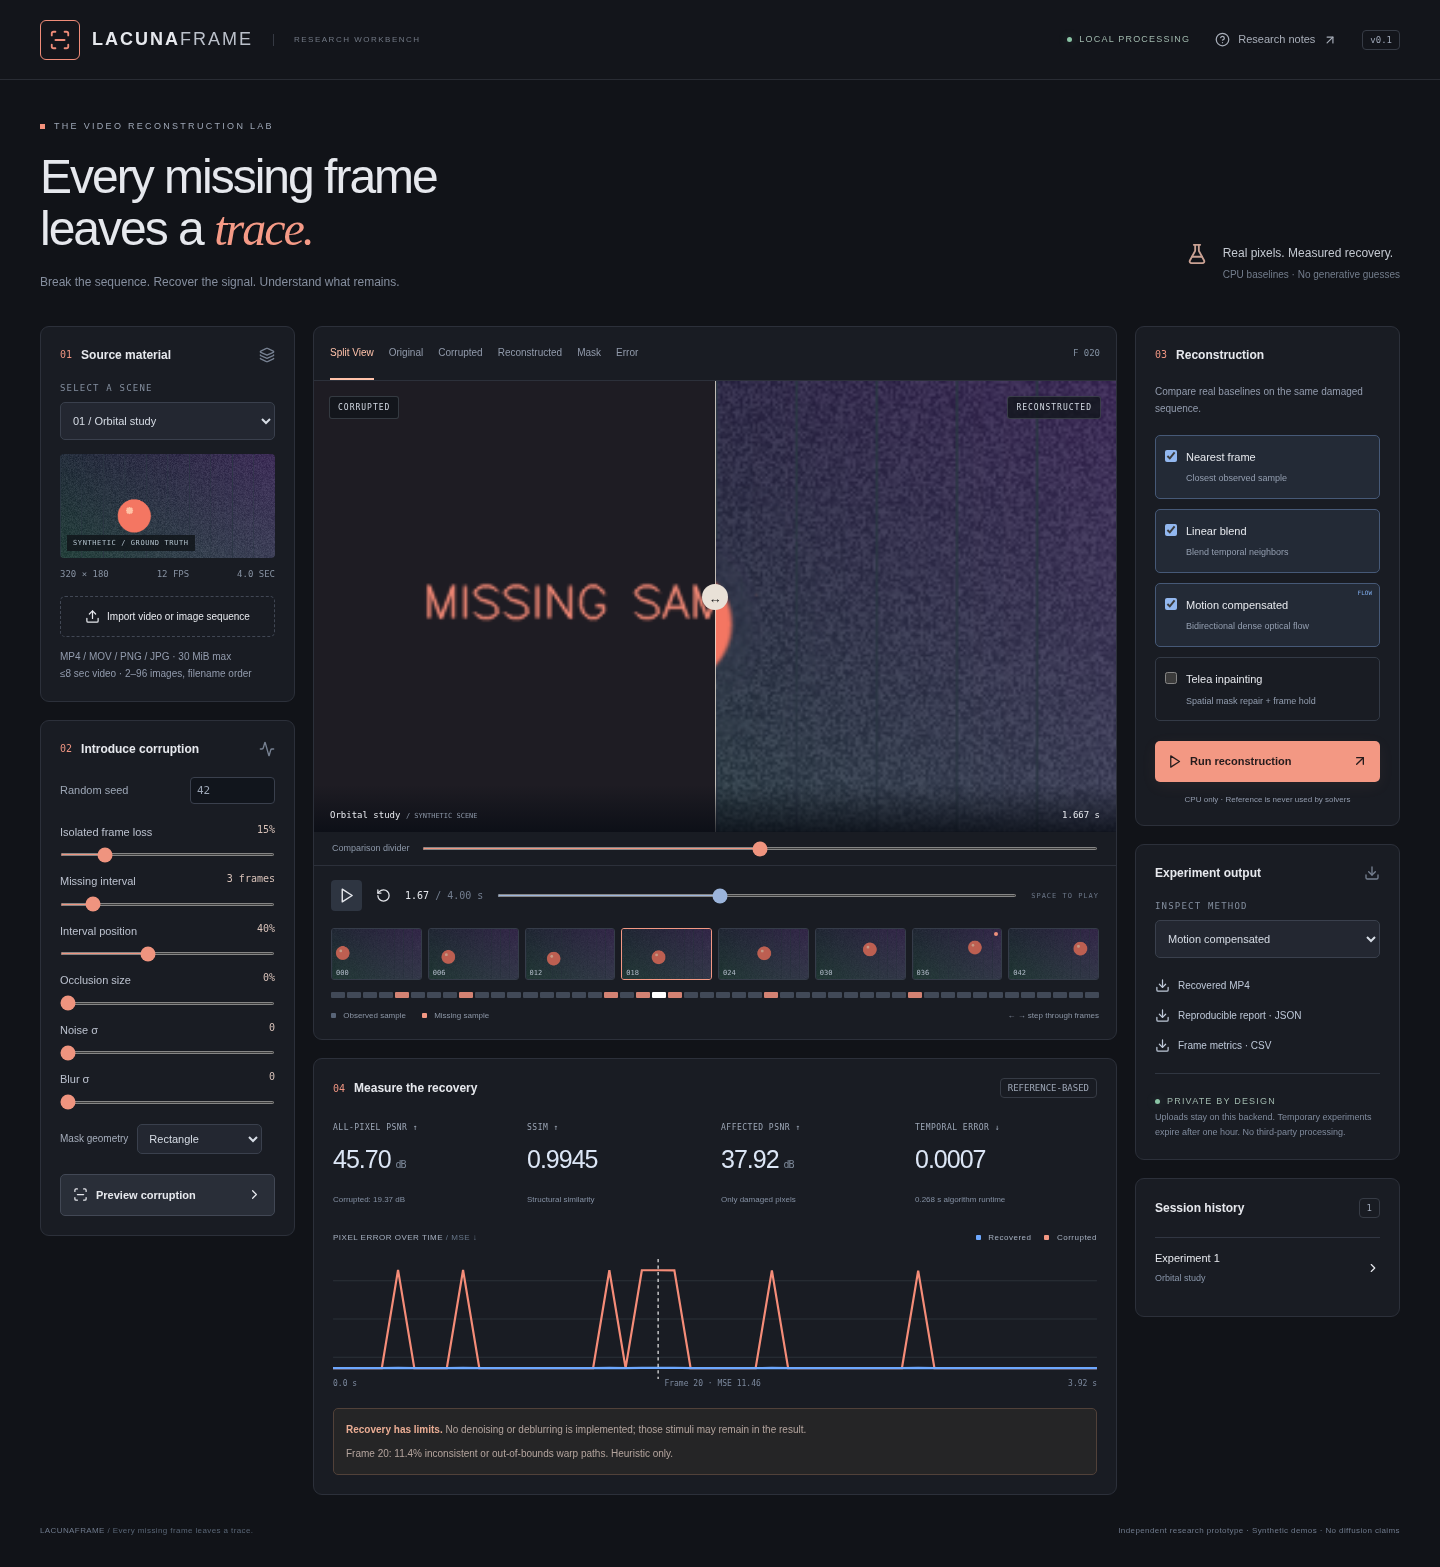 LACUNAFRAME
RESEARCH WORKBENCH
LOCAL PROCESSING
Research notes
v0.1
THE VIDEO RECONSTRUCTION LAB
Every missing frame
leaves a trace.
Break the sequence. Recover the signal. Understand what remains.
Real pixels. Measured recovery.
CPU baselines · No generative guesses
01 Source material
SELECT A SCENE
01 / Orbital study
SYNTHETIC / GROUND TRUTH
320 × 180 12 FPS 4.0 SEC
Import video or image sequence
MP4 / MOV / PNG / JPG · 30 MiB max
≤8 sec video · 2–96 images, filename order
02 Introduce corruption
Random seed 42
Isolated frame loss 15%
Missing interval 3 frames
Interval position 40%
Occlusion size 0%
Noise σ 0
Blur σ 0
Mask geometry Rectangle
Preview corruption
Split View Original Corrupted Reconstructed Mask Error F 020
CORRUPTED RECONSTRUCTED
MISSING SAM
Orbital study / SYNTHETIC SCENE 1.667 s
Comparison divider
1.67 / 4.00 s SPACE TO PLAY
000 006 012 018 024 030 036 042
Observed sample Missing sample ← → step through frames
04 Measure the recovery REFERENCE-BASED
ALL-PIXEL PSNR ↑ SSIM ↑ AFFECTED PSNR ↑ TEMPORAL ERROR ↓
45.70 dB 0.9945 37.92 dB 0.0007
Corrupted: 19.37 dB Structural similarity Only damaged pixels 0.268 s algorithm runtime
PIXEL ERROR OVER TIME / MSE ↓ Recovered Corrupted
0.0 s Frame 20 · MSE 11.46 3.92 s
Recovery has limits. No denoising or deblurring is implemented; those stimuli may remain in the result.
Frame 20: 11.4% inconsistent or out-of-bounds warp paths. Heuristic only.
03 Reconstruction
Compare real baselines on the same damaged
sequence.
Nearest frame
Closest observed sample
Linear blend
Blend temporal neighbors
FLOW
Motion compensated
Bidirectional dense optical flow
Telea inpainting
Spatial mask repair + frame hold
Run reconstruction
CPU only · Reference is never used by solvers
Experiment output
INSPECT METHOD
Motion compensated
Recovered MP4
Reproducible report · JSON
Frame metrics · CSV
PRIVATE BY DESIGN
Uploads stay on this backend. Temporary experiments
expire after one hour. No third-party processing.
Session history 1
Experiment 1
Orbital study
LACUNAFRAME / Every missing frame leaves a trace.
Independent research prototype · Synthetic demos · No diffusion claims